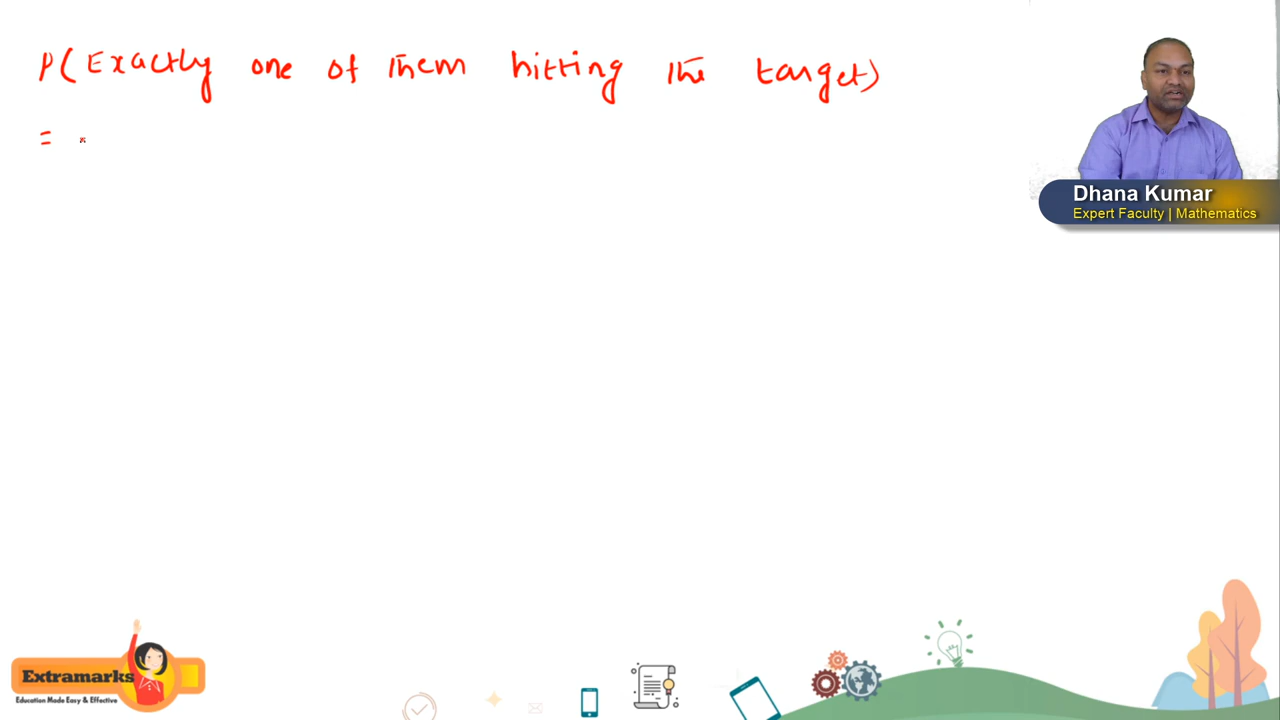 P(Exactly one of them hitting the target)
=
Dhana Kumar
Expert Faculty | Mathematics
Extramarks
Education Made Easy & Effective